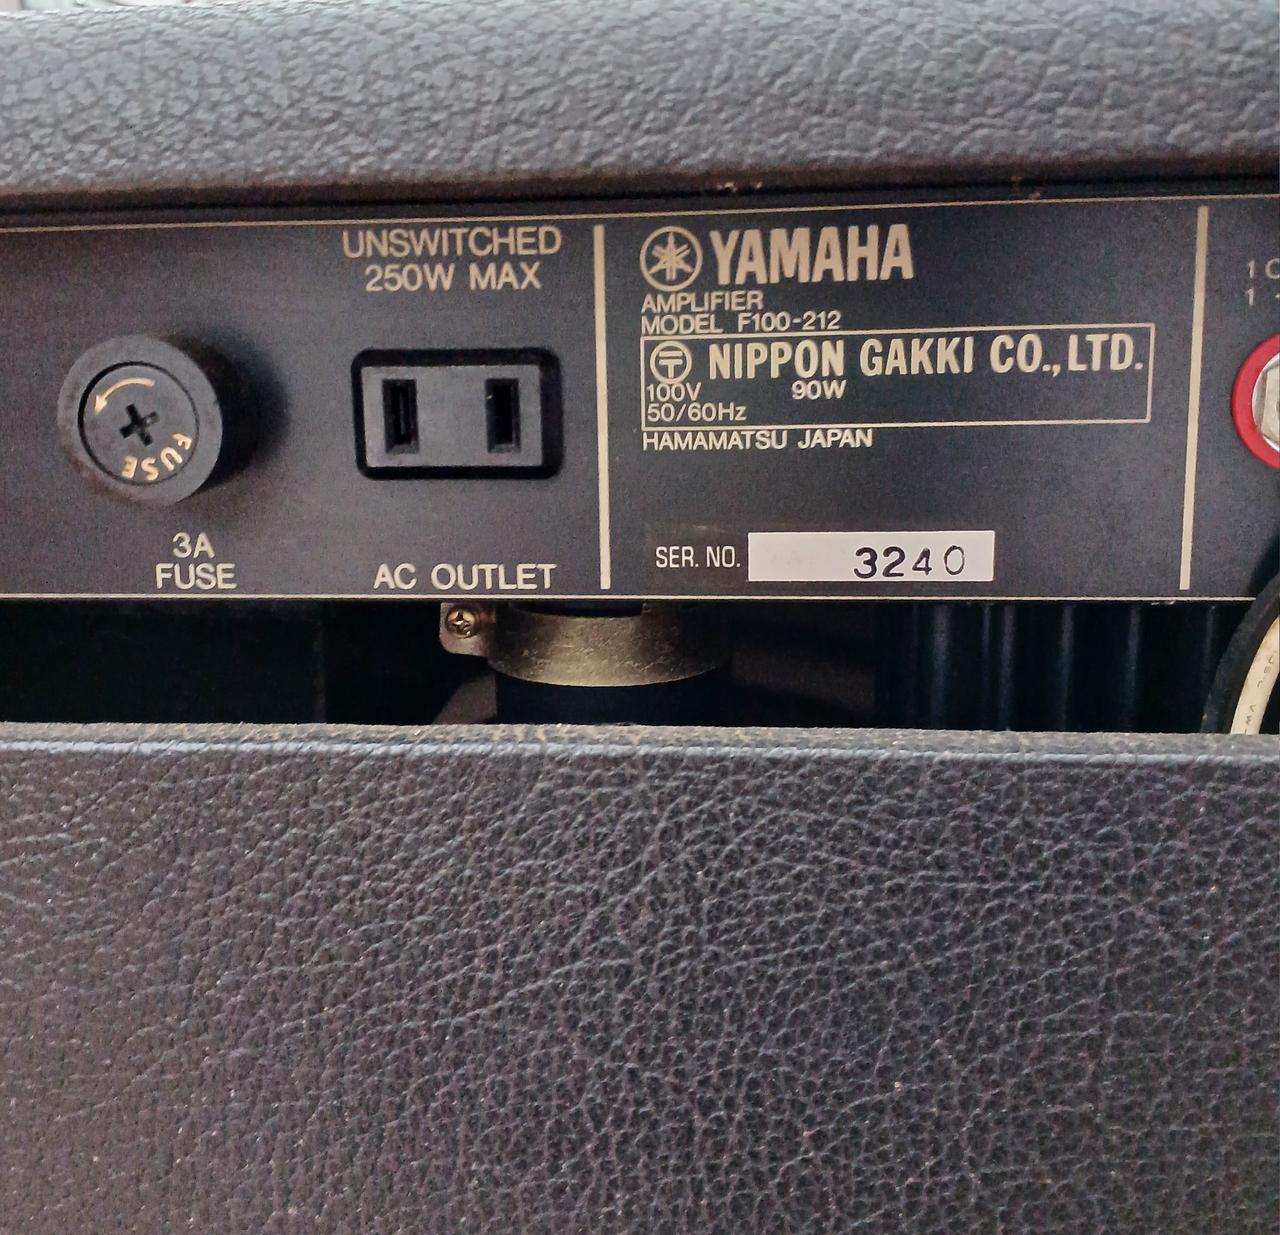 UNSWITCHED
250W MAX
FUSE
3A
FUSE
AC OUTLET
YAMAHA
AMPLIFIER
MODEL F100-212
〒 NIPPON GAKKI CO., LTD.
100V 90W
50/60Hz
HAMAMATSU JAPAN
SER. NO. 3240